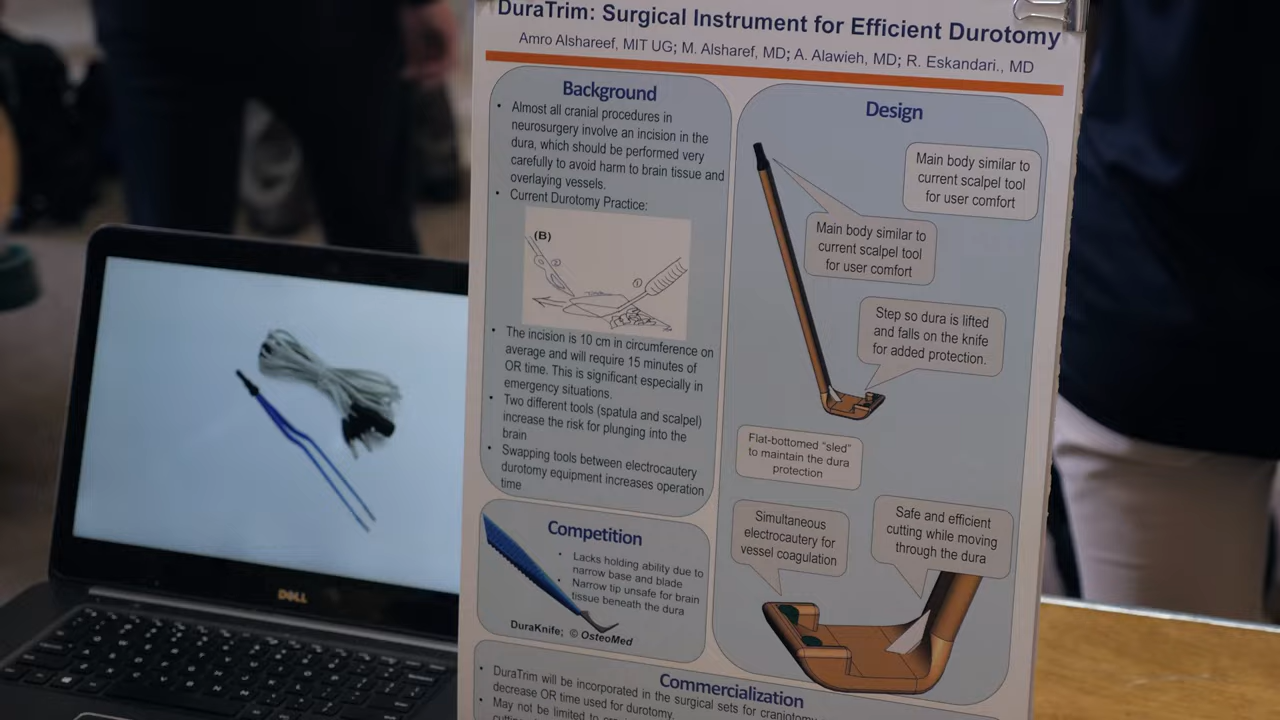 DuraTrim: Surgical Instrument for Efficient Durotomy
Amro Alshareef, MIT UG; M. Alsharef, MD; A. Alawieh, MD; R. Eskandari., MD
Background
• Almost all cranial procedures in
neurosurgery involve an incision in the
dura, which should be performed very
carefully to avoid harm to brain tissue and
overlaying vessels.
• Current Durotomy Practice:
(B)
2
1
• The incision is 10 cm in circumference on
average and will require 15 minutes of
OR time. This is significant especially in
emergency situations.
• Two different tools (spatula and scalpel)
increase the risk for plunging into the
brain
• Swapping tools between electrocautery
durotomy equipment increases operation
time
Competition
• Lacks holding ability due to
narrow base and blade
• Narrow tip unsafe for brain
tissue beneath the dura
DuraKnife; © OsteoMed
Design
Main body similar to
current scalpel tool
for user comfort
Main body similar to
current scalpel tool
for user comfort
Step so dura is lifted
and falls on the knife
for added protection.
Flat-bottomed “sled”
to maintain the dura
protection
Simultaneous
electrocautery for
vessel coagulation
Safe and efficient
cutting while moving
through the dura
Commercialization
• DuraTrim will be incorporated in the surgical sets for craniotomy
decrease OR time used for durotomy.
• May not be limited to
DELL